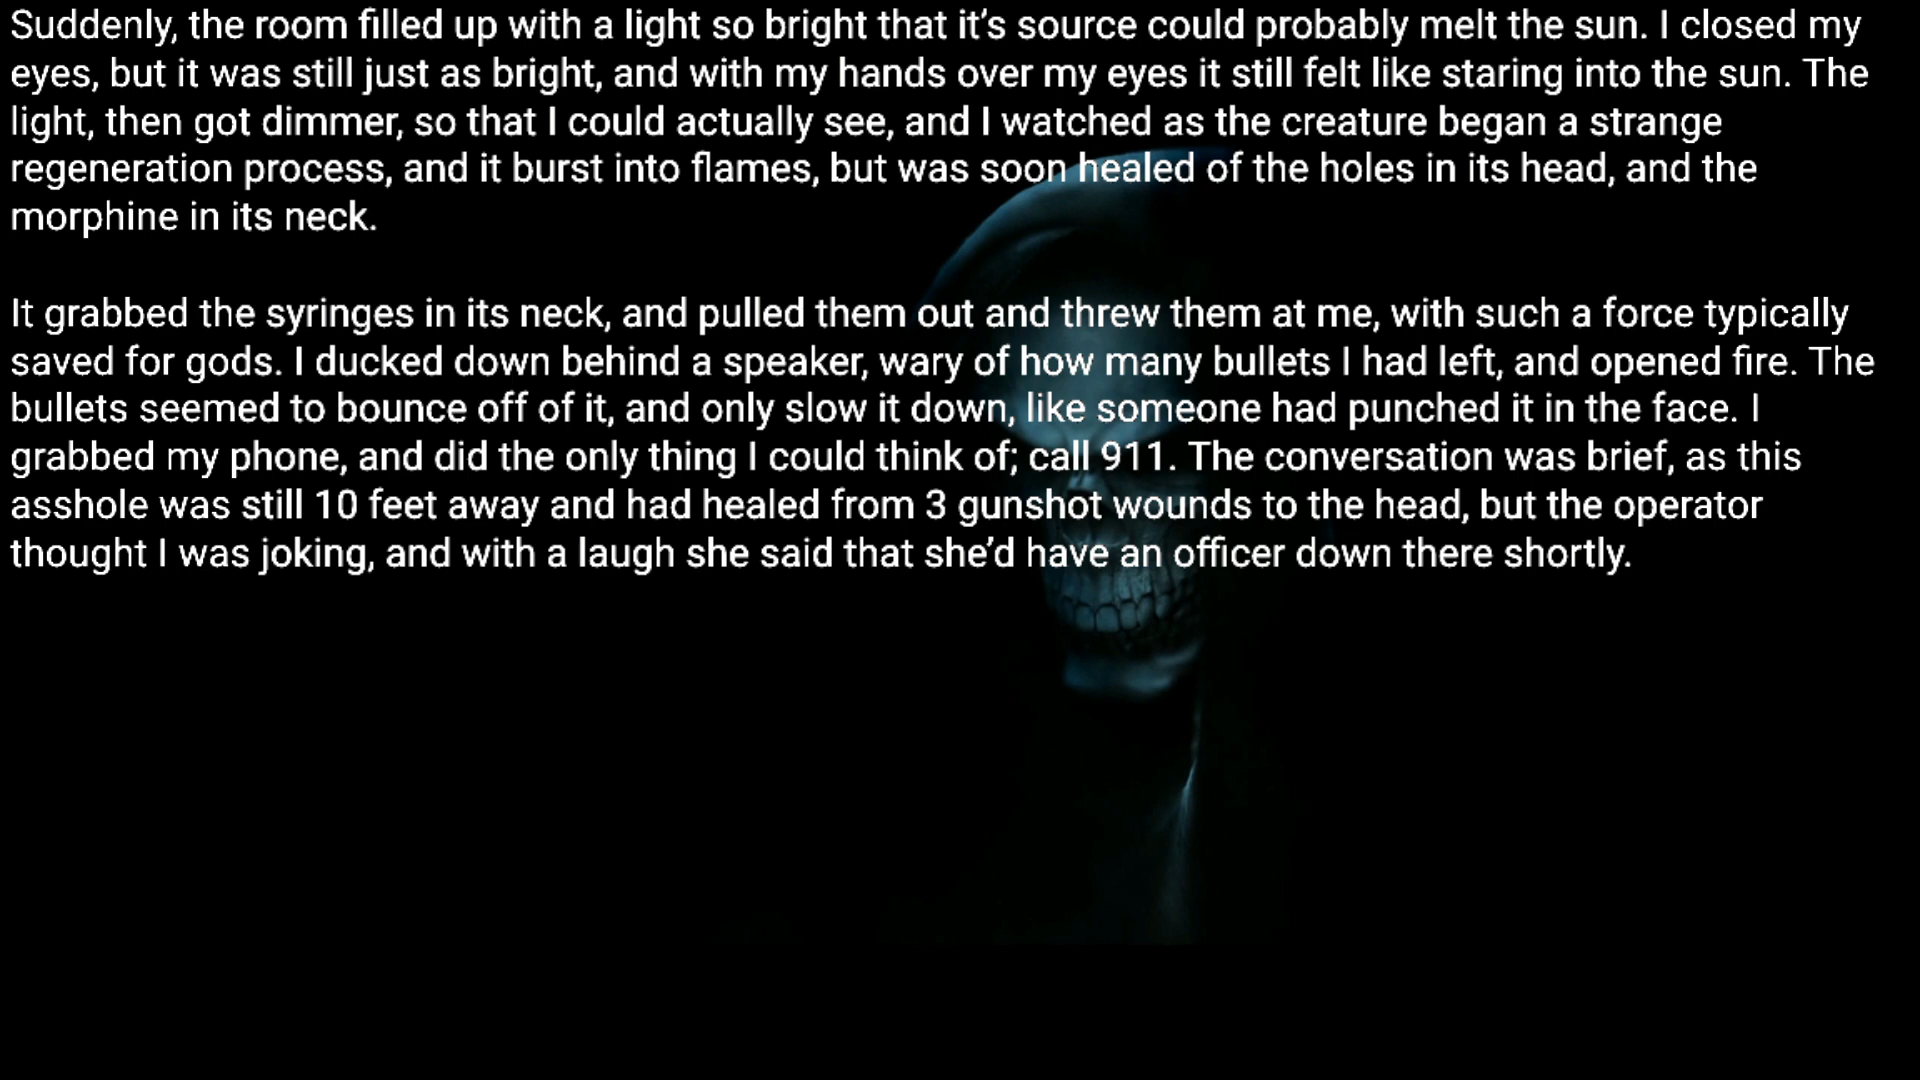 Suddenly, the room filled up with a light so bright that it’s source could probably melt the sun. I closed my
eyes, but it was still just as bright, and with my hands over my eyes it still felt like staring into the sun. The
light, then got dimmer, so that I could actually see, and I watched as the creature began a strange
regeneration process, and it burst into flames, but was soon healed of the holes in its head, and the
morphine in its neck.
It grabbed the syringes in its neck, and pulled them out and threw them at me, with such a force typically
saved for gods. I ducked down behind a speaker, wary of how many bullets I had left, and opened fire. The
bullets seemed to bounce off of it, and only slow it down, like someone had punched it in the face. I
grabbed my phone, and did the only thing I could think of; call 911. The conversation was brief, as this
asshole was still 10 feet away and had healed from 3 gunshot wounds to the head, but the operator
thought I was joking, and with a laugh she said that she’d have an officer down there shortly.